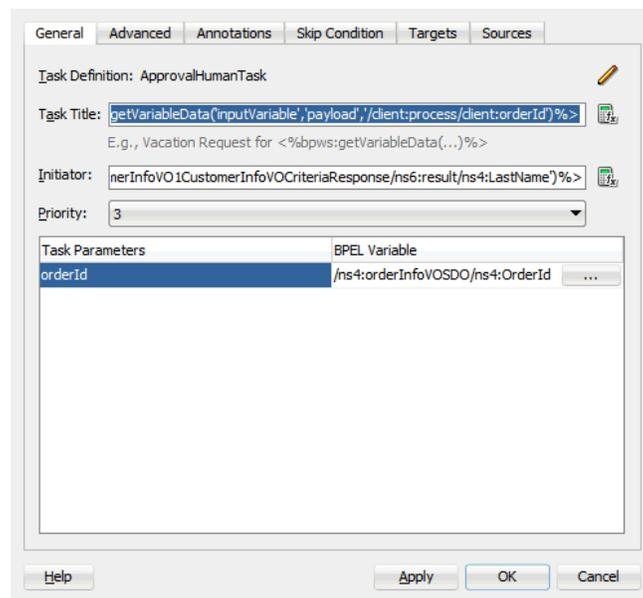 General Advanced Annotations Skip Condition Targets Sources
Task Definition: ApprovalHumanTask
Task Title: getVariableData('inputVariable','payload','/client:process/client:orderId')%>
E.g., Vacation Request for <%bpws:getVariableData(...)%>
Initiator: nerInfoVO1CustomerInfoVOCriteriaResponse/ns6:result/ns4:LastName')%>
Priority: 3
Task Parameters BPEL Variable
orderId /ns4:orderInfoVOSDO/ns4:OrderId ...
Help Apply OK Cancel